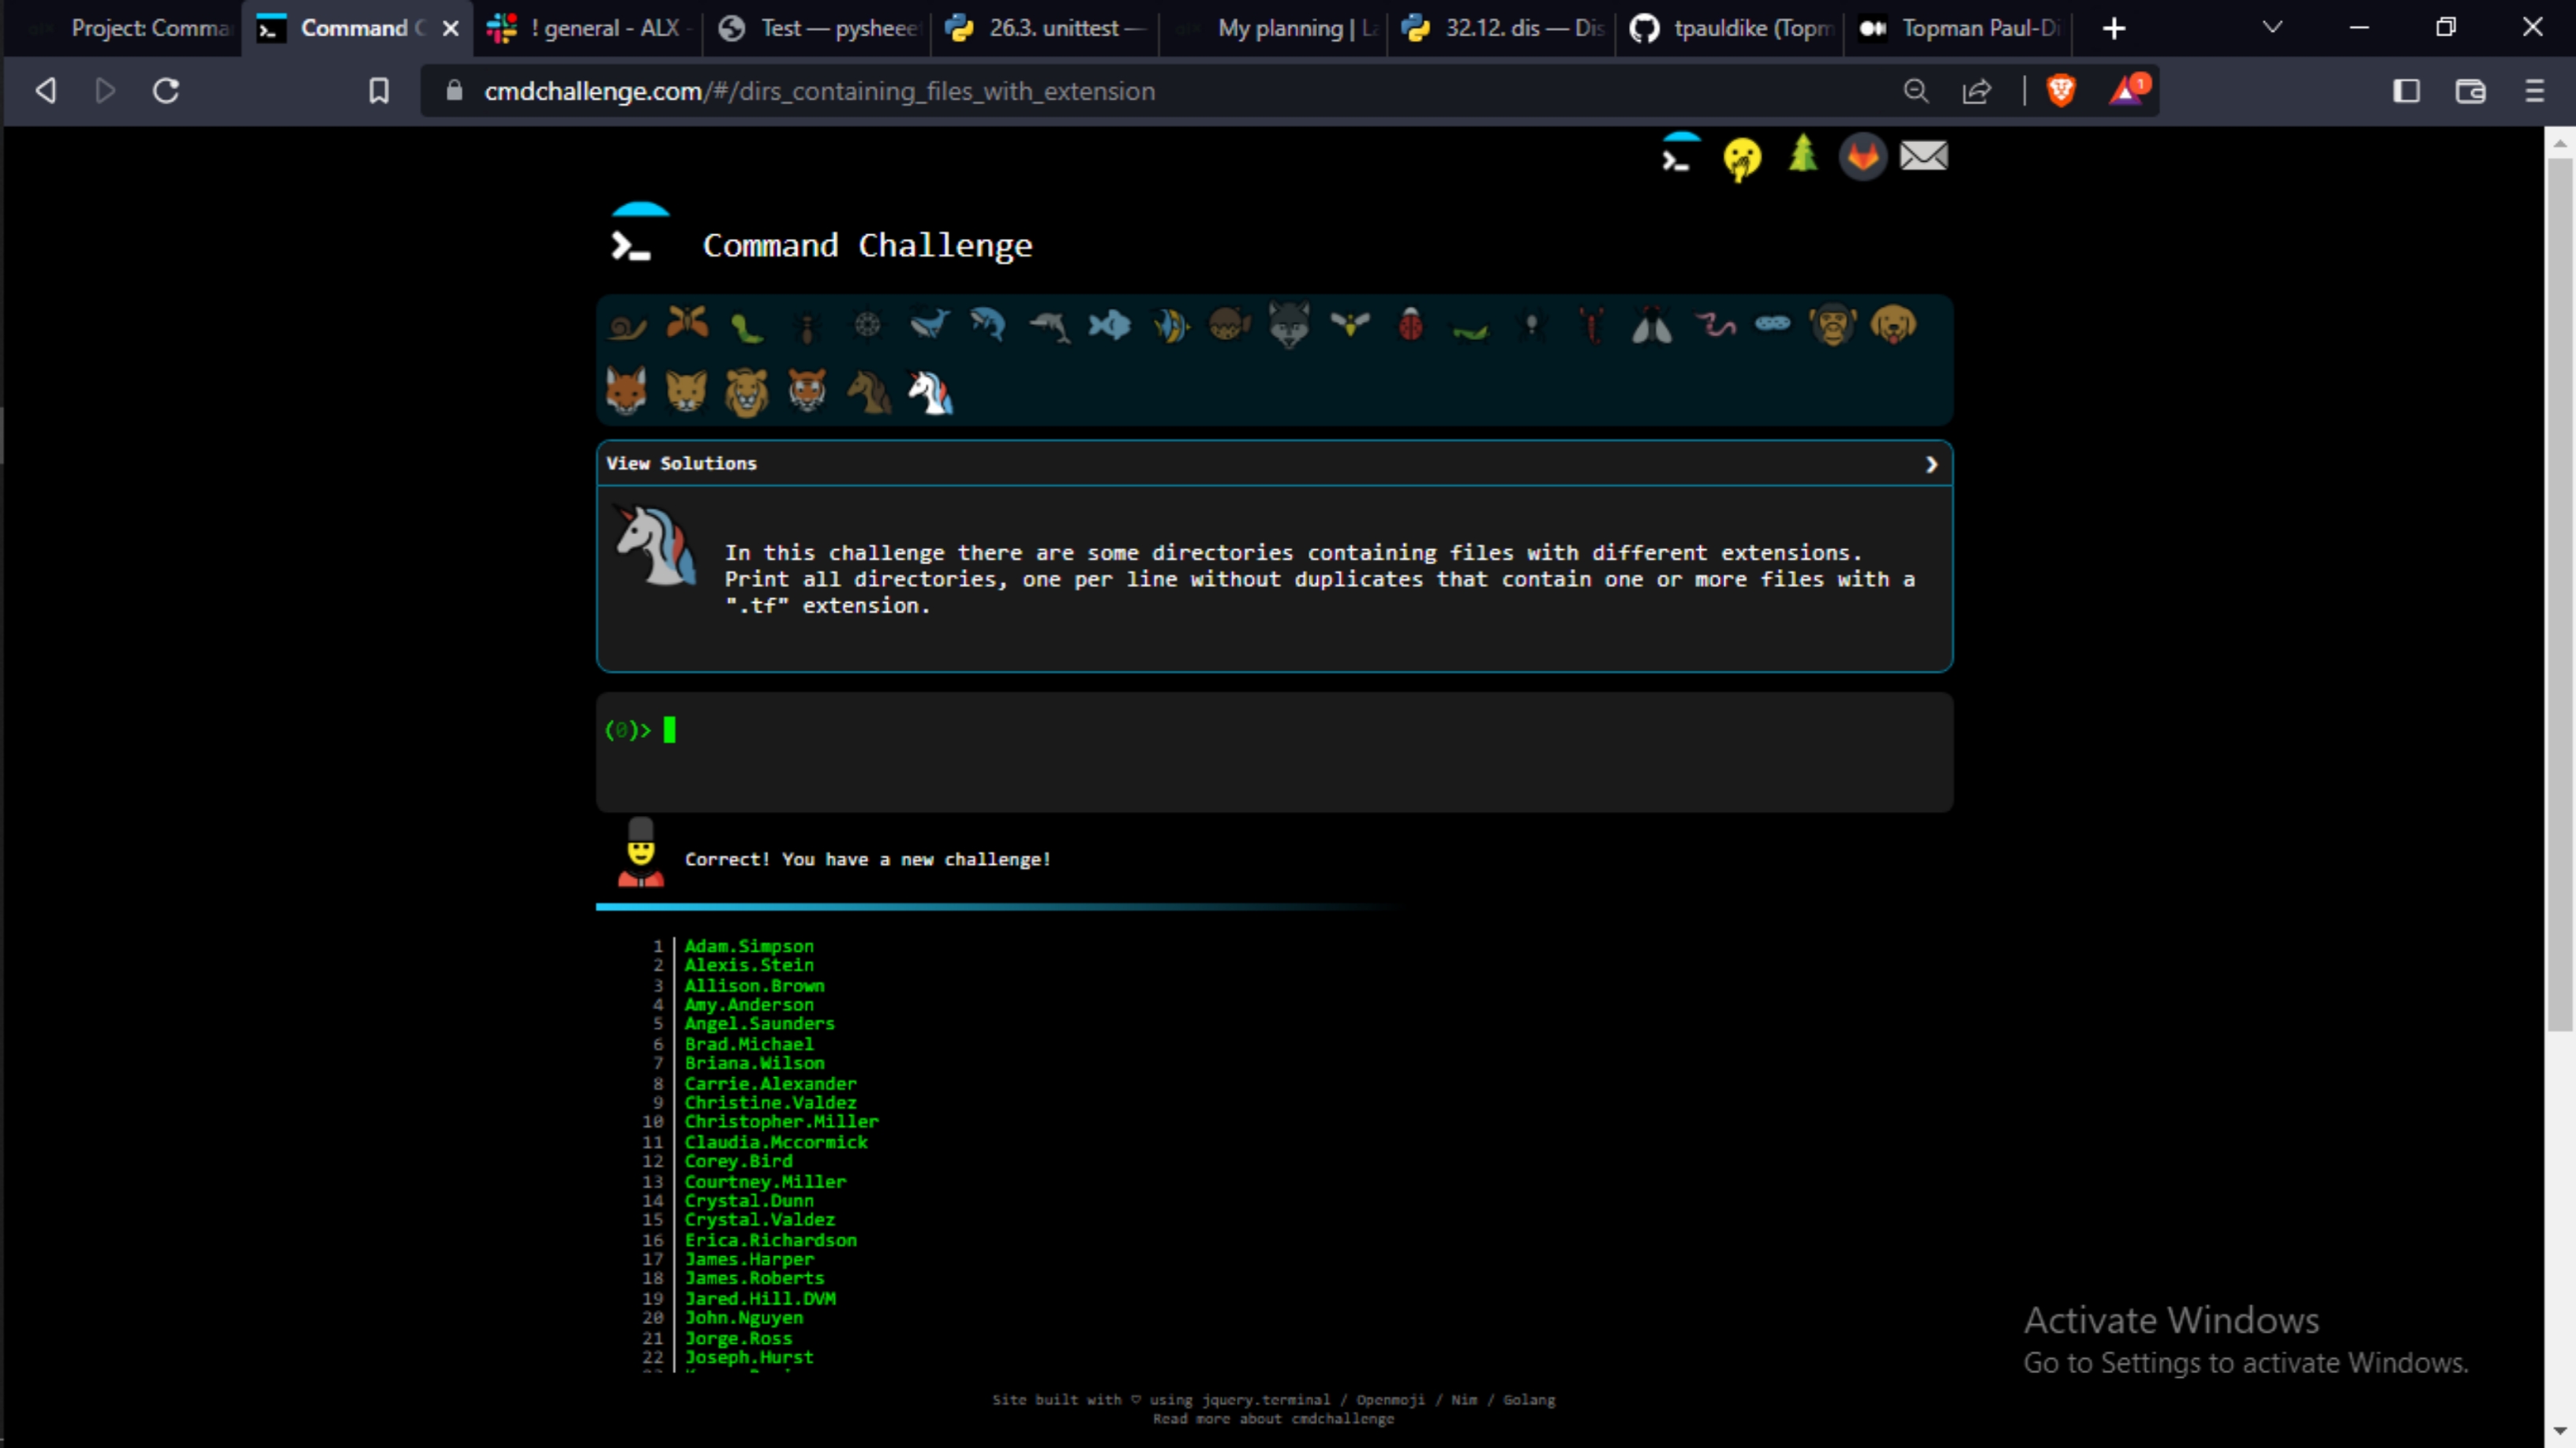 Project: Comma
Command C
! general - ALX -
Test — pysheee
26.3. unittest —
My planning | La
32.12. dis — Dis
tpauldike (Topm
Topman Paul-Di
cmdchallenge.com/#/dirs_containing_files_with_extension
1
Command Challenge
View Solutions
In this challenge there are some directories containing files with different extensions.
Print all directories, one per line without duplicates that contain one or more files with a
".tf" extension.
(0)>
Correct! You have a new challenge!
1 Adam.Simpson
2 Alexis.Stein
3 Allison.Brown
4 Amy.Anderson
5 Angel.Saunders
6 Brad.Michael
7 Briana.Wilson
8 Carrie.Alexander
9 Christine.Valdez
10 Christopher.Miller
11 Claudia.Mccormick
12 Corey.Bird
13 Courtney.Miller
14 Crystal.Dunn
15 Crystal.Valdez
16 Erica.Richardson
17 James.Harper
18 James.Roberts
19 Jared.Hill.DVM
20 John.Nguyen
21 Jorge.Ross
22 Joseph.Hurst
Activate Windows
Go to Settings to activate Windows.
Site built with ♡ using jquery.terminal / Openmoji / Nim / Golang
Read more about cmdchallenge